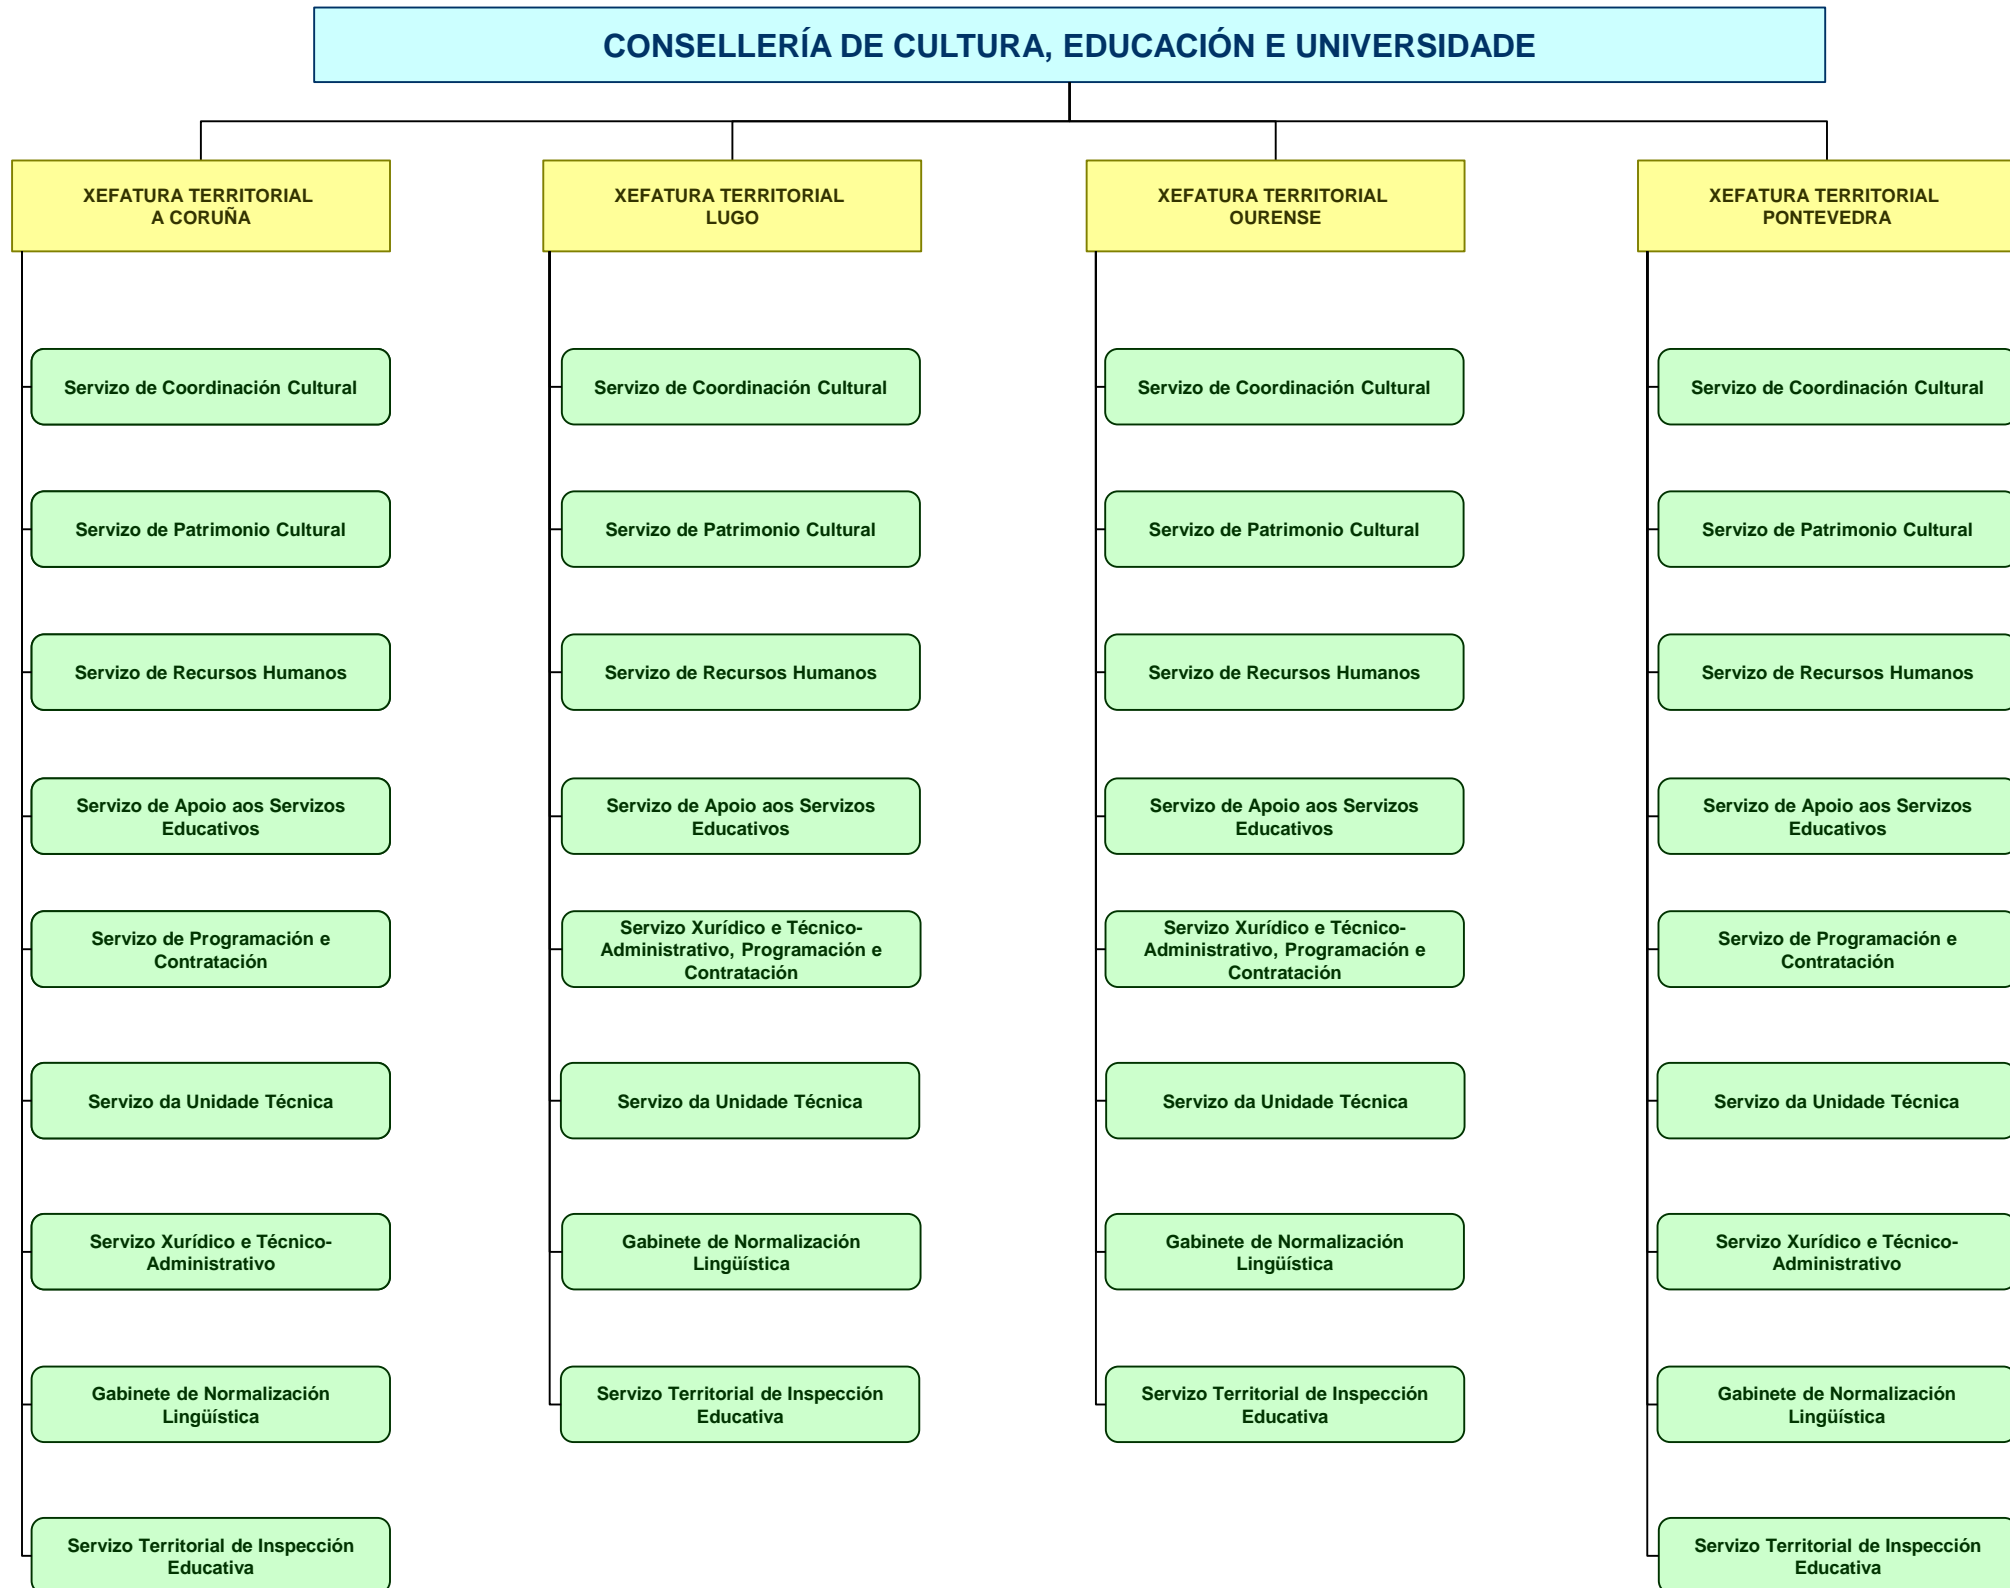 CONSELLERÍA DE CULTURA, EDUCACIÓN E UNIVERSIDADE
XEFATURA TERRITORIAL
A CORUÑA
Servizo de Coordinación Cultural
Servizo de Patrimonio Cultural
Servizo de Recursos Humanos
Servizo de Apoio aos Servizos
Educativos
Servizo de Programación e
Contratación
Servizo da Unidade Técnica
Servizo Xurídico e Técnico-
Administrativo
Gabinete de Normalización
Lingüística
Servizo Territorial de Inspección
Educativa
XEFATURA TERRITORIAL
LUGO
Servizo de Coordinación Cultural
Servizo de Patrimonio Cultural
Servizo de Recursos Humanos
Servizo de Apoio aos Servizos
Educativos
Servizo Xurídico e Técnico-
Administrativo, Programación e
Contratación
Servizo da Unidade Técnica
Gabinete de Normalización
Lingüística
Servizo Territorial de Inspección
Educativa
XEFATURA TERRITORIAL
OURENSE
Servizo de Coordinación Cultural
Servizo de Patrimonio Cultural
Servizo de Recursos Humanos
Servizo de Apoio aos Servizos
Educativos
Servizo Xurídico e Técnico-
Administrativo, Programación e
Contratación
Servizo da Unidade Técnica
Gabinete de Normalización
Lingüística
Servizo Territorial de Inspección
Educativa
XEFATURA TERRITORIAL
PONTEVEDRA
Servizo de Coordinación Cultural
Servizo de Patrimonio Cultural
Servizo de Recursos Humanos
Servizo de Apoio aos Servizos
Educativos
Servizo de Programación e
Contratación
Servizo da Unidade Técnica
Servizo Xurídico e Técnico-
Administrativo
Gabinete de Normalización
Lingüística
Servizo Territorial de Inspección
Educativa